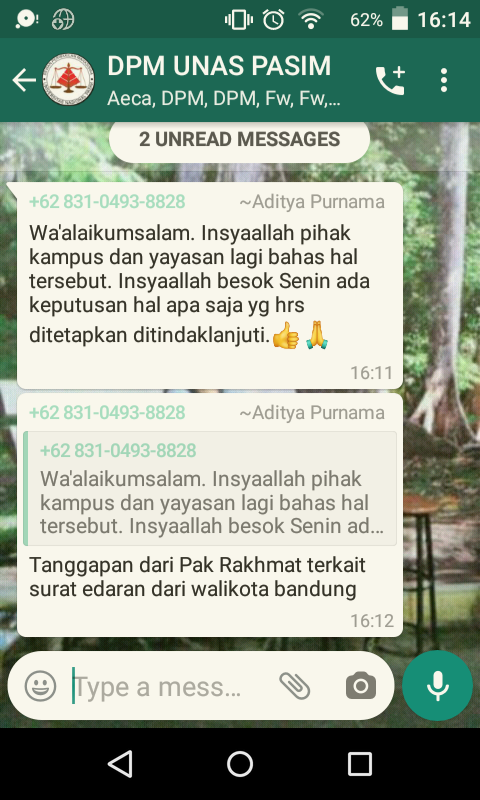 62% 16:14
DPM UNAS PASIM
Aeca, DPM, DPM, Fw, Fw,...
2 UNREAD MESSAGES
+62 831-0493-8828 ~Aditya Purnama
Wa'alaikumsalam. Insyaallah pihak
kampus dan yayasan lagi bahas hal
tersebut. Insyaallah besok Senin ada
keputusan hal apa saja yg hrs
ditetapkan ditindaklanjuti.👍🙏
16:11
+62 831-0493-8828 ~Aditya Purnama
+62 831-0493-8828
Wa'alaikumsalam. Insyaallah pihak
kampus dan yayasan lagi bahas hal
tersebut. Insyaallah besok Senin ad...
Tanggapan dari Pak Rakhmat terkait
surat edaran dari walikota bandung
16:12
Type a mess...